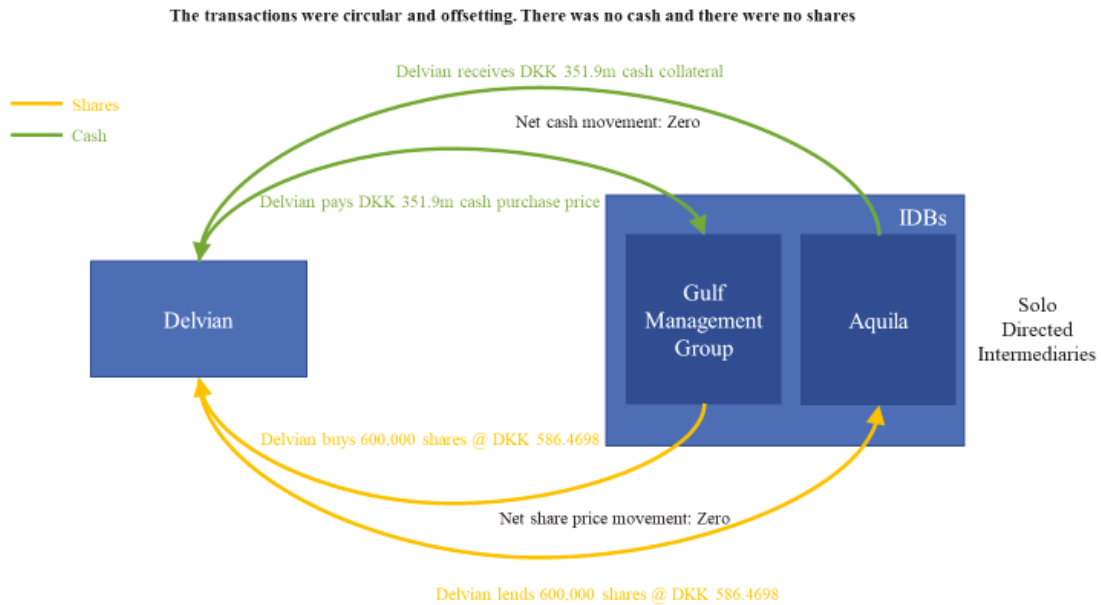 The transactions were circular and offsetting. There was no cash and there were no shares
Delvian receives DKK 351.9m cash collateral
Shares
Cash
Net cash movement: Zero
Delvian pays DKK 351.9m cash purchase price
IDBs
Delvian
Gulf
Management
Group
Aquila
Solo
Directed
Intermediaries
Delvian buys 600.000 shares @ DKK 586.4698
Net share price movement: Zero
Delvian lends 600.000 shares @ DKK 586.4698